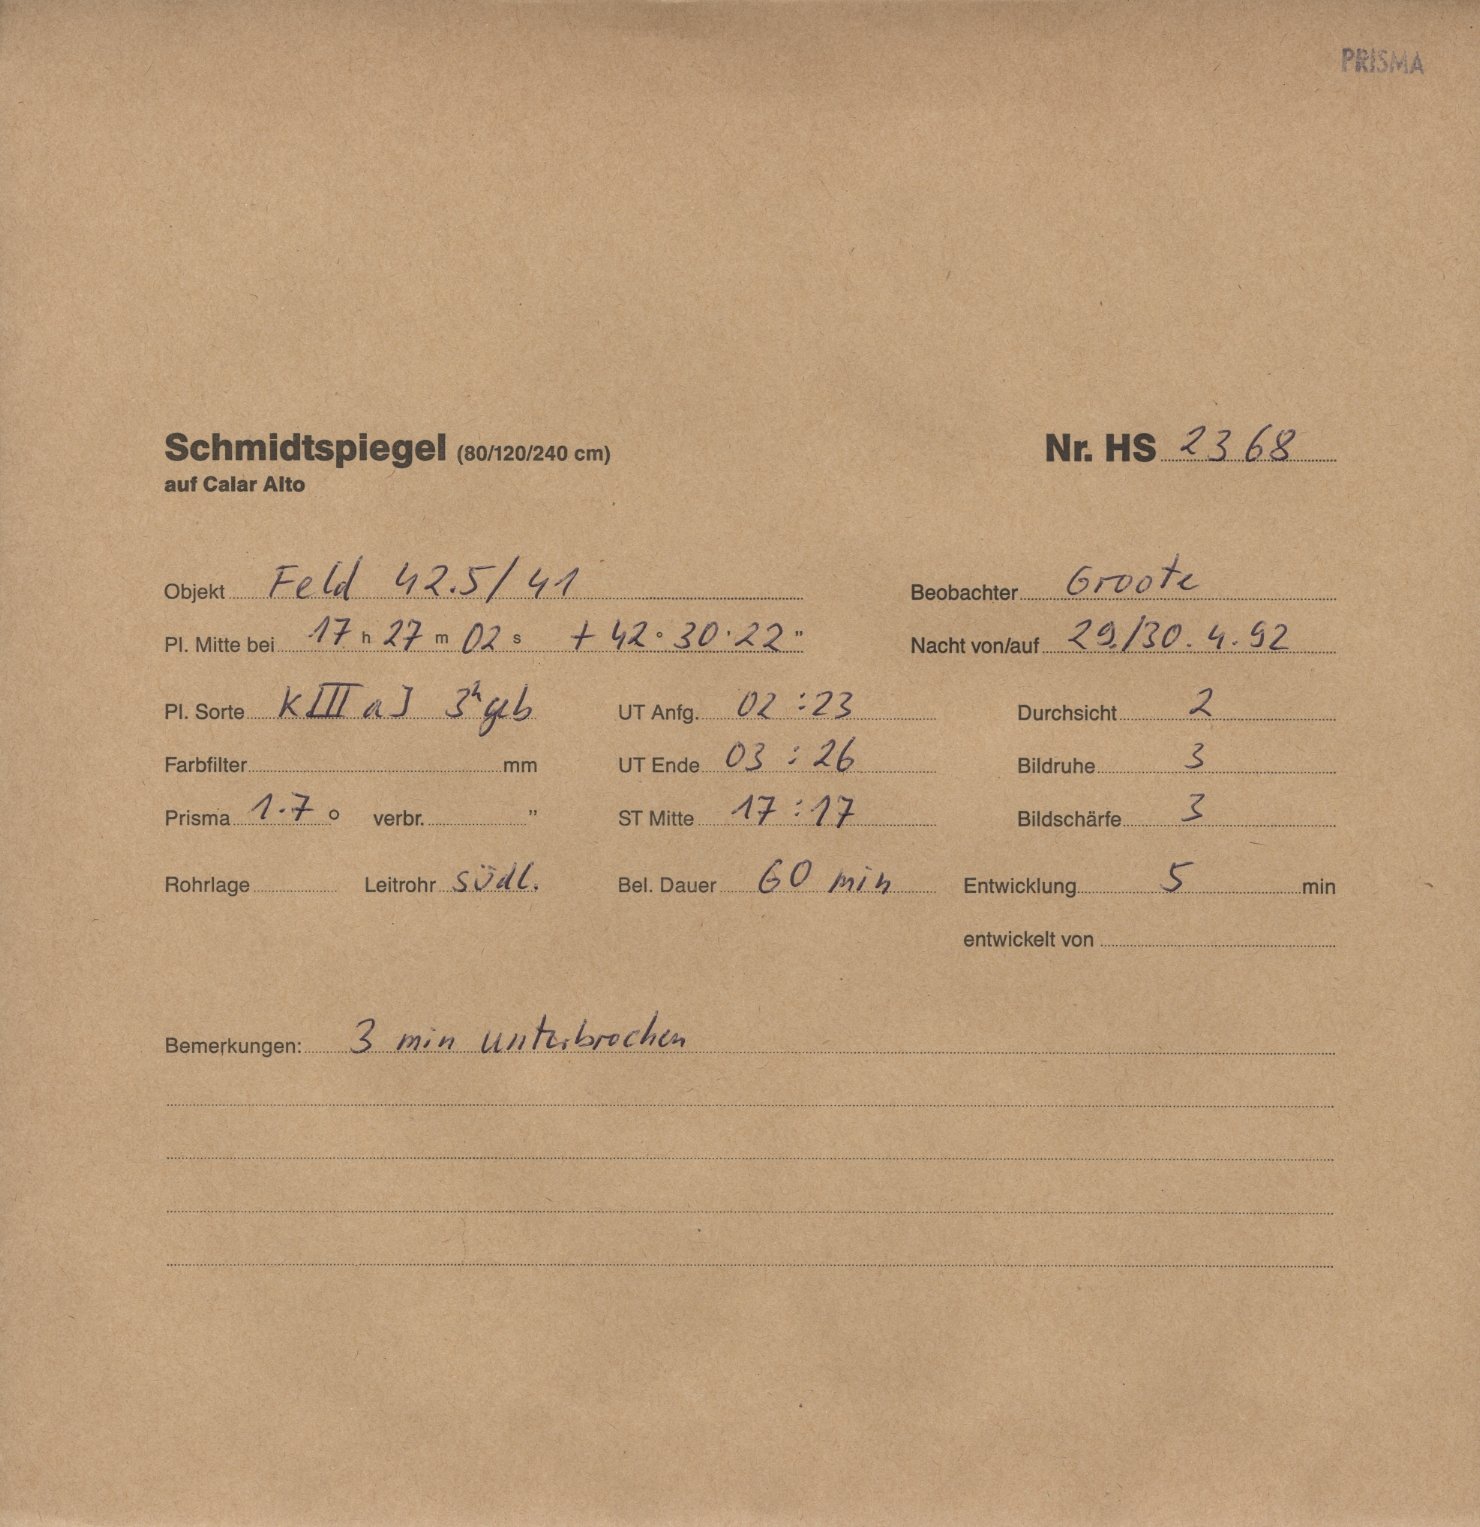 PRISMA
Schmidtspiegel (80/120/240 cm) Nr. HS 2368
auf Calar Alto
Objekt Feld 42.5/41 Beobachter Groote
Pl. Mitte bei 17 h 27 m 02 s + 42 ° 30 ' 22 " Nacht von/auf 29./30.4.92
Pl. Sorte K III a J 3h geb UT Anfg. 02:23 Durchsicht 2
Farbfilter mm UT Ende 03:26 Bildruhe 3
Prisma 1.7 ° verbr. " ST Mitte 17:17 Bildschärfe 3
Rohrlage Leitrohr südl. Bel. Dauer 60 min Entwicklung 5 min
entwickelt von
Bemerkungen: 3 min unterbrochen